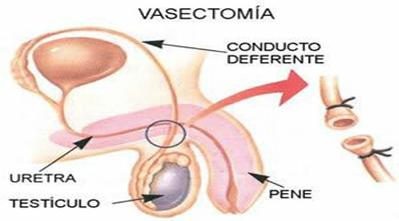 VASECTOMÍA
CONDUCTO
DEFERENTE
URETRA
TESTÍCULO
PENE